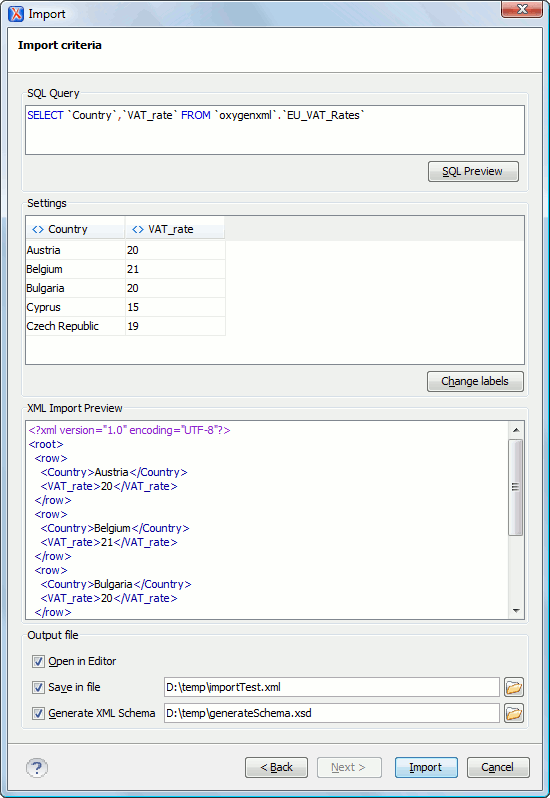 Import
Import criteria
SQL Query
SELECT `Country`,`VAT_rate` FROM `oxygenxml`.`EU_VAT_Rates`
SQL Preview
Settings
<> Country <> VAT_rate
Austria 20
Belgium 21
Bulgaria 20
Cyprus 15
Czech Republic 19
Change labels
XML Import Preview
<?xml version="1.0" encoding="UTF-8"?>
<root>
<row>
<Country>Austria</Country>
<VAT_rate>20</VAT_rate>
</row>
<row>
<Country>Belgium</Country>
<VAT_rate>21</VAT_rate>
</row>
<row>
<Country>Bulgaria</Country>
<VAT_rate>20</VAT_rate>
</row>
Output file
Open in Editor
Save in file D:\temp\importTest.xml
Generate XML Schema D:\temp\generateSchema.xsd
? < Back Next > Import Cancel